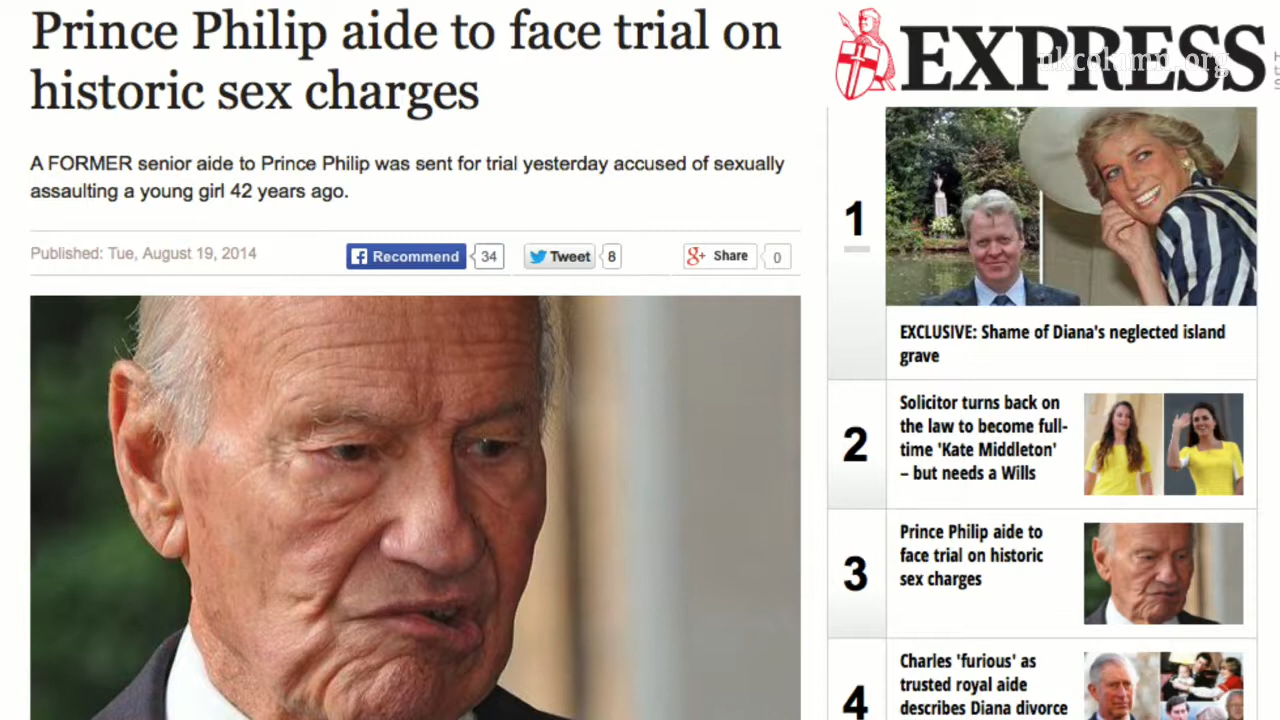 Prince Philip aide to face trial on
historic sex charges
A FORMER senior aide to Prince Philip was sent for trial yesterday accused of sexually
assaulting a young girl 42 years ago.
Published: Tue, August 19, 2014
Recommend 34
Tweet 8
g+ Share 0
EXPRESS
ukcolumn.org
1
EXCLUSIVE: Shame of Diana's neglected island
grave
2
Solicitor turns back on
the law to become full-
time 'Kate Middleton'
– but needs a Wills
3
Prince Philip aide to
face trial on historic
sex charges
4
Charles 'furious' as
trusted royal aide
describes Diana divorce